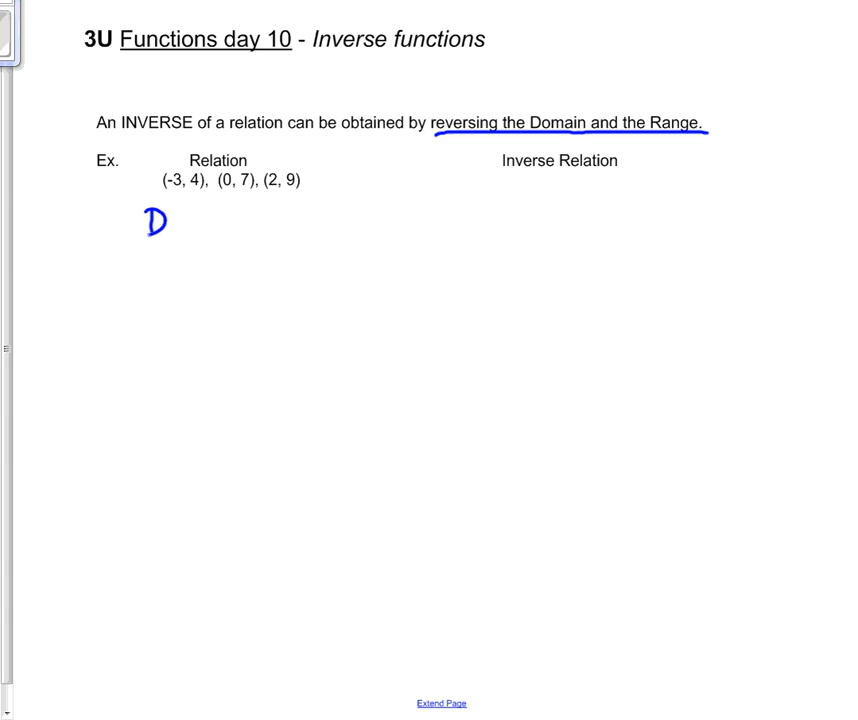 3U Functions day 10 - Inverse functions
An INVERSE of a relation can be obtained by reversing the Domain and the Range.
Ex. Relation Inverse Relation
(-3, 4), (0, 7), (2, 9)
D
Extend Page